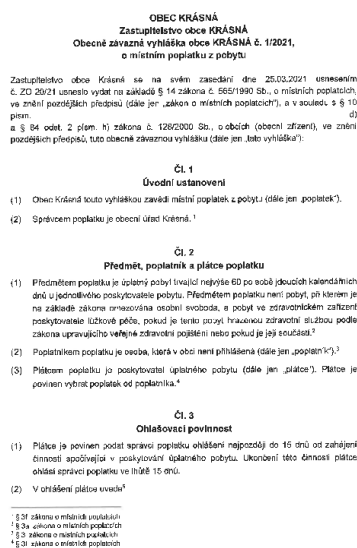 OBEC KRÁSNÁ
Zastupitelstvo obce KRÁSNÁ
Obecně závazná vyhláška obce KRÁSNÁ č. 1/2021,
o místním poplatku z pobytu
Zastupitelstvo obce Krásná se na svém zasedání dne 25.03.2021 usnesením
č. ZO 20/21 usneslo vydat na základě § 14 zákona č. 565/1990 Sb., o místních poplatcích,
ve znění pozdějších předpisů (dále jen „zákon o místních poplatcích“), a v souladu s § 10
písm. d)
a § 84 odst. 2 písm. h) zákona č. 128/2000 Sb., o obcích (obecní zřízení), ve znění
pozdějších předpisů, tuto obecně závaznou vyhlášku (dále jen „tato vyhláška“):
Čl. 1
Úvodní ustanovení
(1) Obec Krásná touto vyhláškou zavádí místní poplatek z pobytu (dále jen „poplatek“).
(2) Správcem poplatku je obecní úřad Krásná. 1
Čl. 2
Předmět, poplatník a plátce poplatku
(1) Předmětem poplatku je úplatný pobyt trvající nejvýše 60 po sobě jdoucích kalendářních
dnů u jednotlivého poskytovatele pobytu. Předmětem poplatku není pobyt, při kterém je
na základě zákona omezována osobní svoboda, a pobyt ve zdravotnickém zařízení
poskytovatele lůžkové péče, pokud je tento pobyt hrazenou zdravotní službou podle
zákona upravujícího veřejné zdravotní pojištění nebo pokud je její součástí.2
(2) Poplatníkem poplatku je osoba, která v obci není přihlášená (dále jen „poplatník“).3
(3) Plátcem poplatku je poskytovatel úplatného pobytu (dále jen „plátce“). Plátce je
povinen vybrat poplatek od poplatníka.4
Čl. 3
Ohlašovací povinnost
(1) Plátce je povinen podat správci poplatku ohlášení nejpozději do 15 dnů od zahájení
činnosti spočívající v poskytování úplatného pobytu. Ukončení této činnosti plátce
ohlásí správci poplatku ve lhůtě 15 dnů.
(2) V ohlášení plátce uvede5
1 § 3f zákona o místních poplatcích
2 § 3a zákona o místních poplatcích
3 § 3 zákona o místních poplatcích
4 § 3f zákona o místních poplatcích